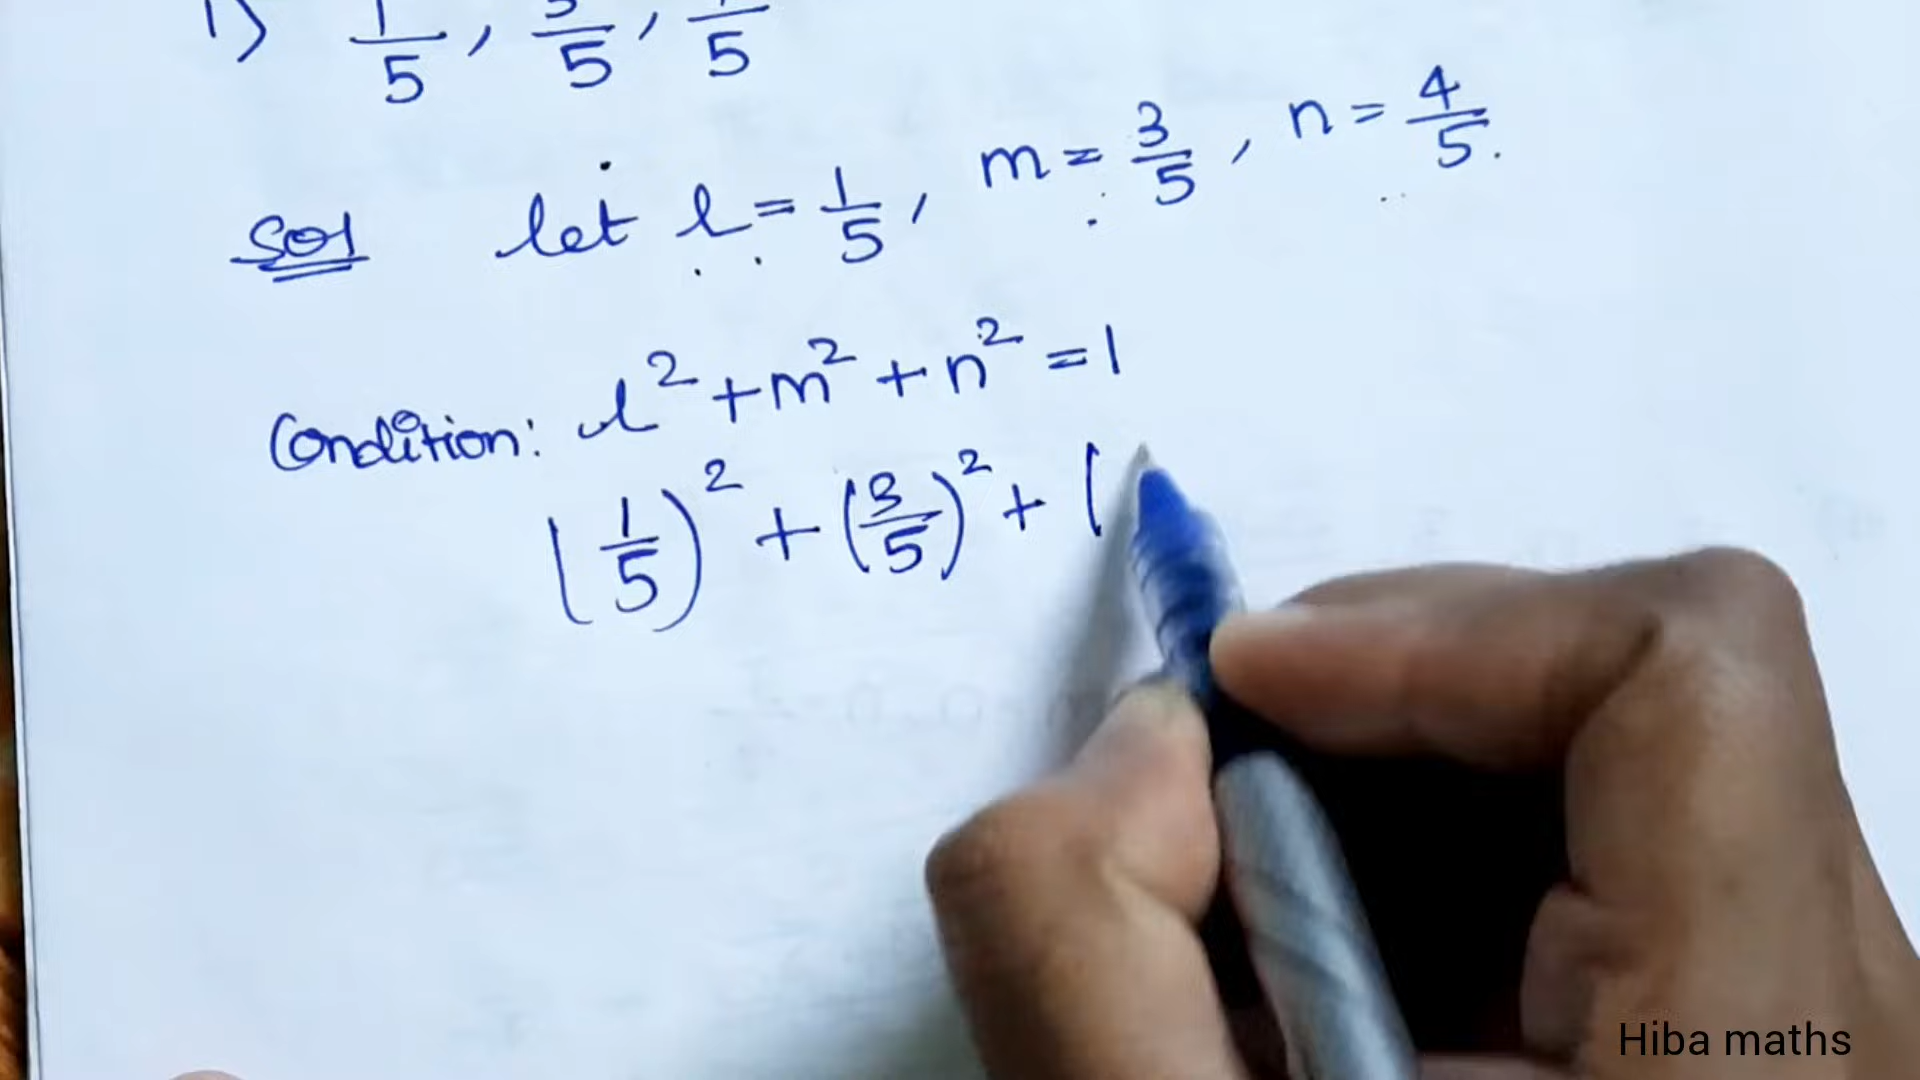 1) 1/5, 3/5, 4/5
Sol let l = 1/5, m = 3/5, n = 4/5.
Condition: l² + m² + n² = 1
(1/5)² + (3/5)² + (
Hiba maths